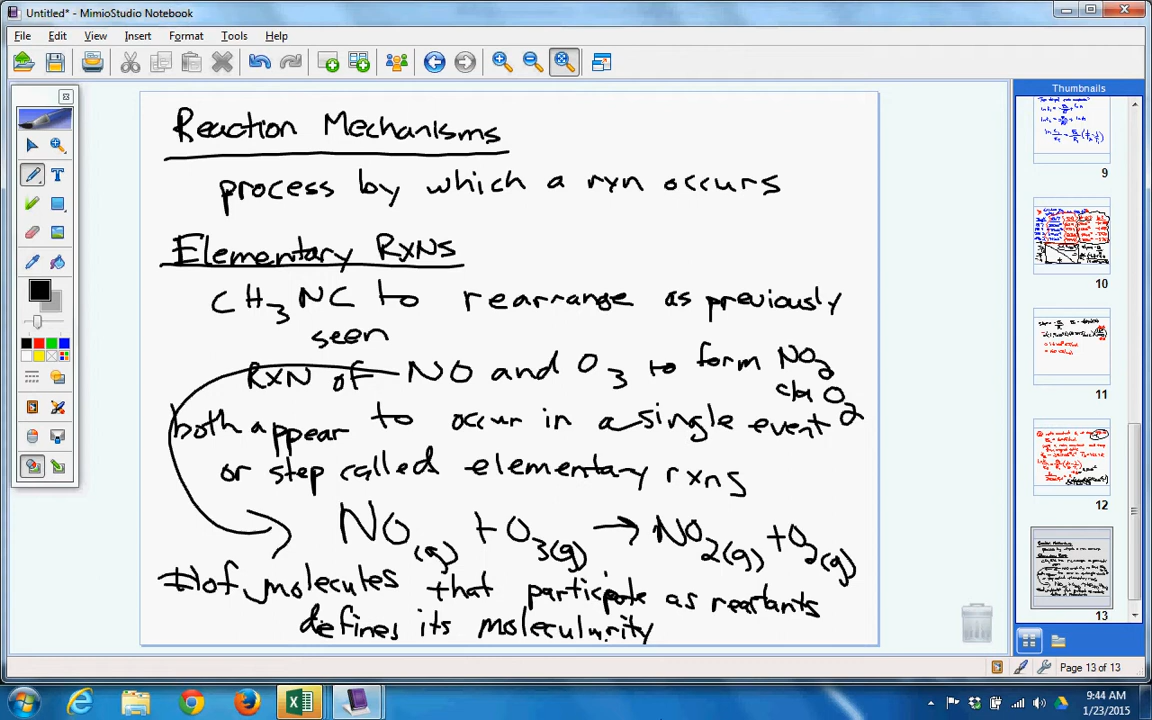 Untitled* - MimioStudio Notebook
File Edit View Insert Format Tools Help
Thumbnails
Reaction Mechanisms
process by which a rxn occurs
Elementary RXNs
CH3NC to rearrange as previously
seen
RXN of NO and O3 to form NO2
O2
both appear to occur in a single event
or step called elementary rxns
NO(g) + O3(g) → NO2(g) + O2(g)
# of molecules that participate as reactants
defines its molecularity
9
10
11
12
13
Page 13 of 13
9:44 AM
1/23/2015